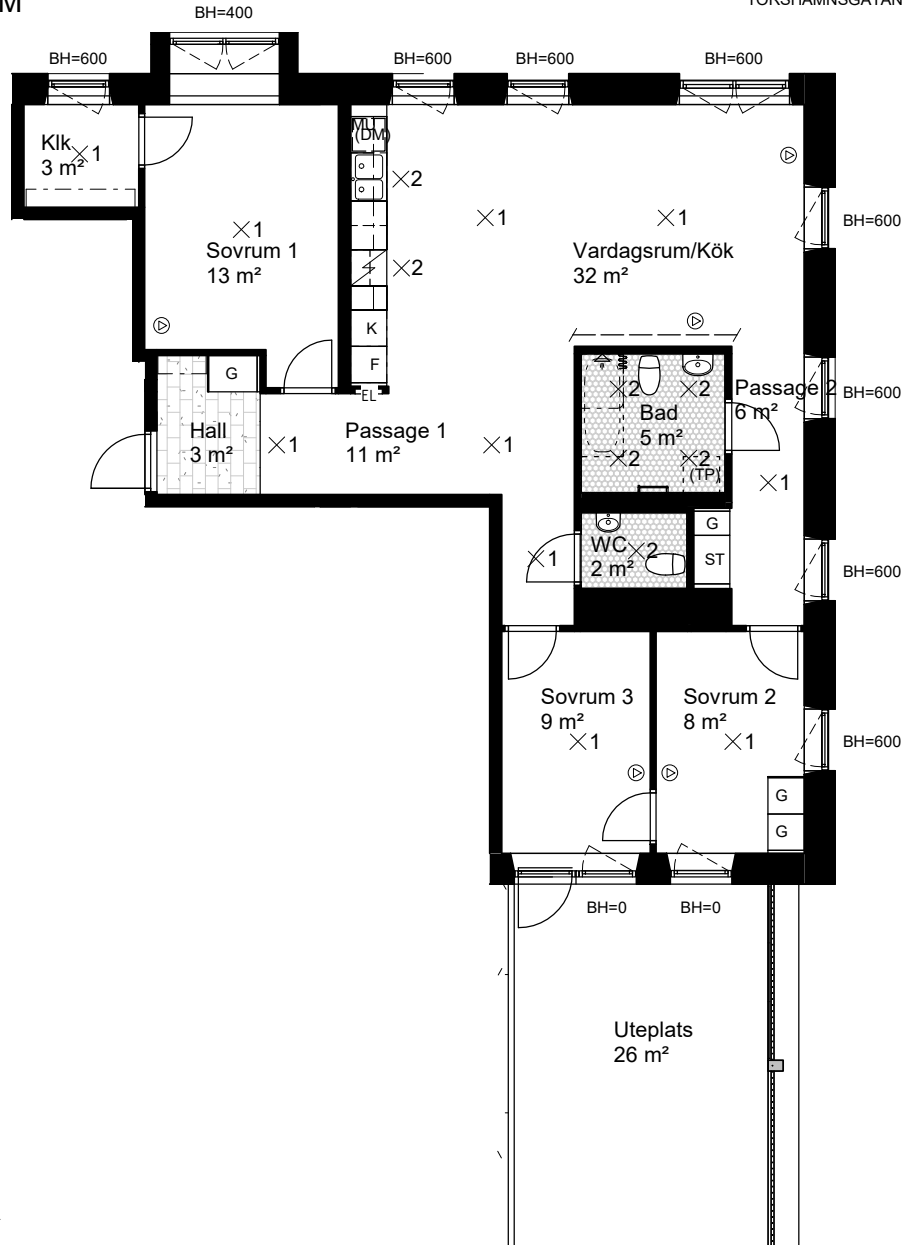 M
TORSHAMNSGATAN
BH=400
BH=600
BH=600
BH=600
BH=600
Klk
3 m²
1
MU
(DM)
2
1
1
BH=600
1
Sovrum 1
13 m²
2
Vardagsrum/Kök
32 m²
K
F
EL
G
Hall
3 m²
1
Passage 1
11 m²
1
2
2
Bad
5 m²
2
2
(TP)
Passage 2
6 m²
BH=600
1
G
ST
WC
2 m²
2
1
BH=600
Sovrum 3
9 m²
1
Sovrum 2
8 m²
1
BH=600
G
G
BH=0
BH=0
Uteplats
26 m²